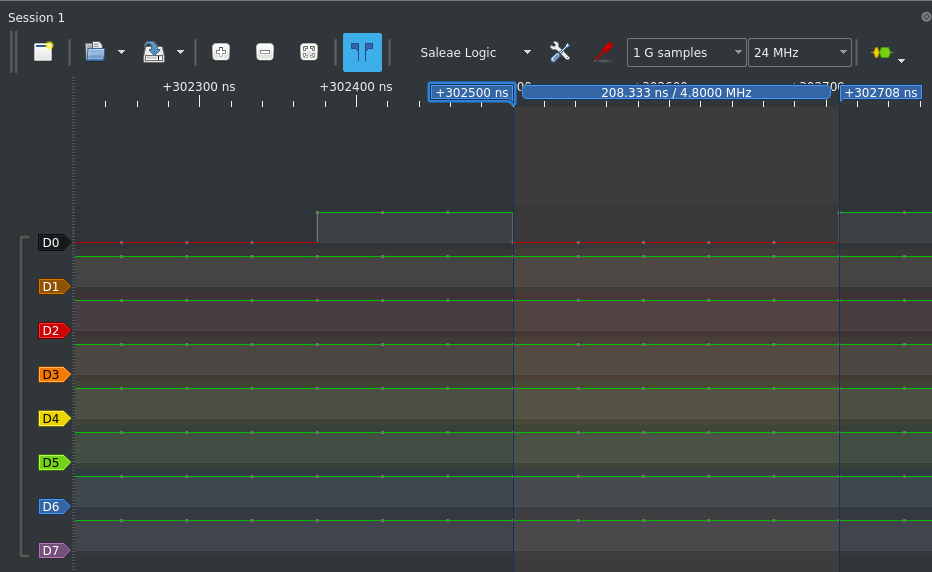 Session 1
Saleae Logic
1 G samples
24 MHz
+302300 ns
+302400 ns
+302500 ns
208.333 ns / 4.8000 MHz
+302708 ns
D0
D1
D2
D3
D4
D5
D6
D7